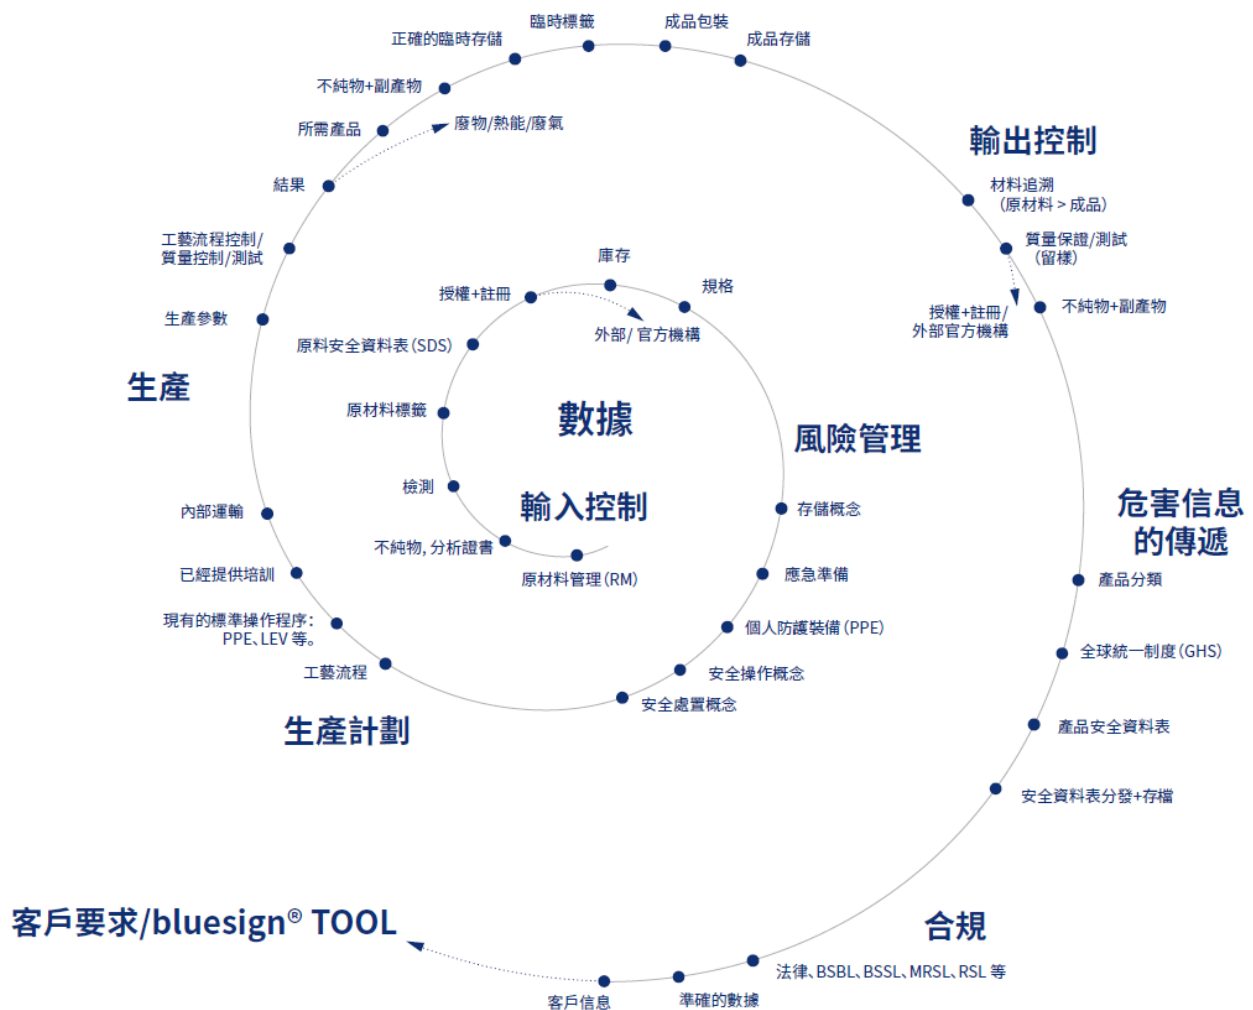 臨時標籤
成品包裝
正確的臨時存儲
成品存儲
不純物+副產物
所需產品
廢物/熱能/廢氣
輸出控制
結果
材料追溯
（原材料 > 成品）
工藝流程控制/
質量控制/測試
質量保證/測試
（留樣）
庫存
授權+註冊
規格
生產參數
外部/ 官方機構
授權+註冊/
外部官方機構
不純物+副產物
原料安全資料表（SDS）
生產
原材料標籤
數據
風險管理
檢測
輸入控制
存儲概念
危害信息
的傳遞
內部運輸
不純物, 分析證書
原材料管理（RM）
已經提供培訓
應急準備
產品分類
現有的標準操作程序：
PPE、LEV 等。
個人防護裝備（PPE）
全球統一制度（GHS）
工藝流程
安全操作概念
安全處置概念
生產計劃
產品安全資料表
安全資料表分發+存檔
客戶要求/bluesign® TOOL
合規
法律、BSBL、BSSL、MRSL、RSL 等
客戶信息
準確的數據